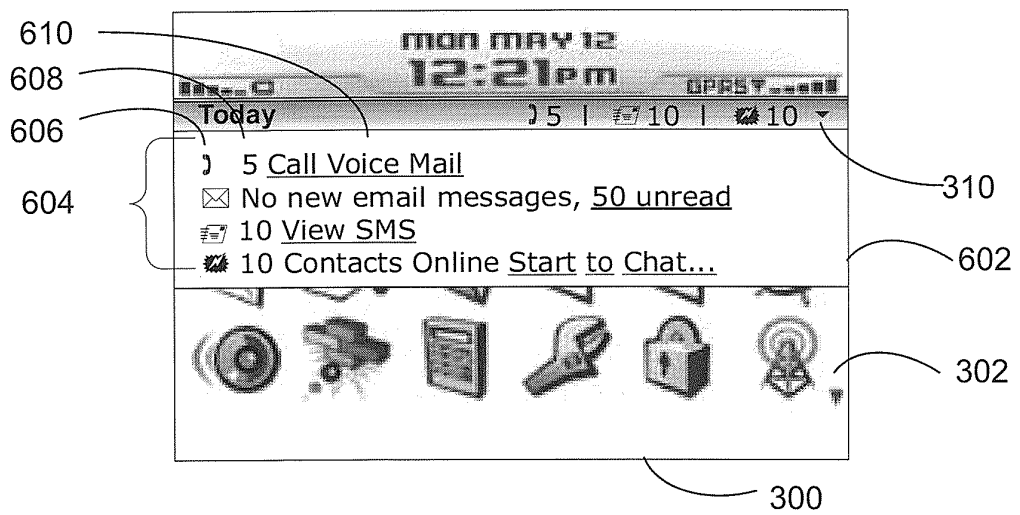 610
608
606
604
mon may 12
12:21pm
GPRS
Today 5 | 10 | 10
5 Call Voice Mail
No new email messages, 50 unread
10 View SMS
10 Contacts Online Start to Chat...
310
602
302
300